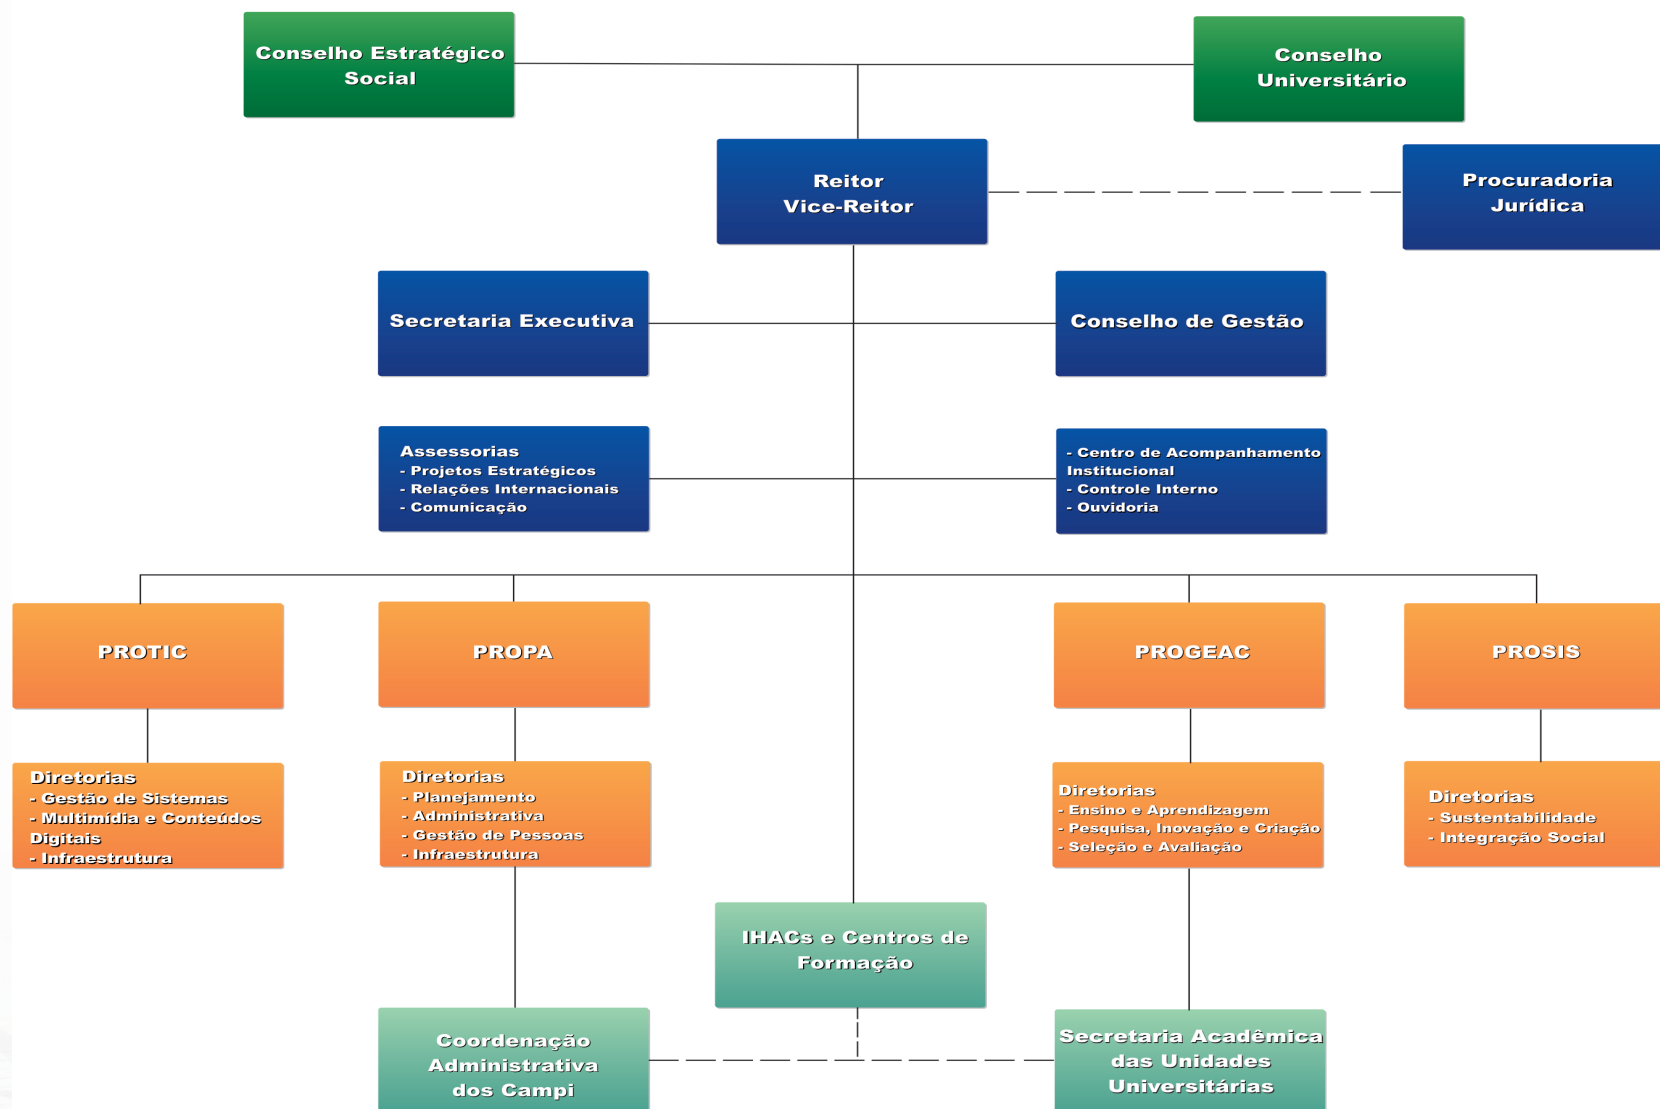 Conselho Estratégico
Social
Conselho
Universitário
Reitor
Vice-Reitor
Procuradoria
Jurídica
Secretaria Executiva
Conselho de Gestão
Assessorias
- Projetos Estratégicos
- Relações Internacionais
- Comunicação
- Centro de Acompanhamento
Institucional
- Controle Interno
- Ouvidoria
PROTIC
PROPA
PROGEAC
PROSIS
Diretorias
- Gestão de Sistemas
- Multimídia e Conteúdos
Digitais
- Infraestrutura
Diretorias
- Planejamento
- Administrativa
- Gestão de Pessoas
- Infraestrutura
Diretorias
- Ensino e Aprendizagem
- Pesquisa, Inovação e Criação
- Seleção e Avaliação
Diretorias
- Sustentabilidade
- Integração Social
IHACs e Centros de
Formação
Coordenação
Administrativa
dos Campi
Secretaria Acadêmica
das Unidades
Universitárias